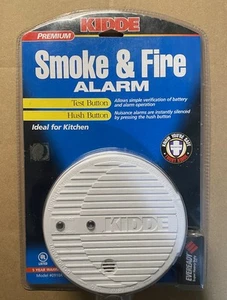 KIDDE
PREMIUM
Smoke & Fire
ALARM
Test Button
Allows simple verification of battery
and alarm operation
Hush Button
Nuisance alarms are instantly silenced
by pressing the hush button
Ideal for Kitchen
KIDDE
EVEREADY